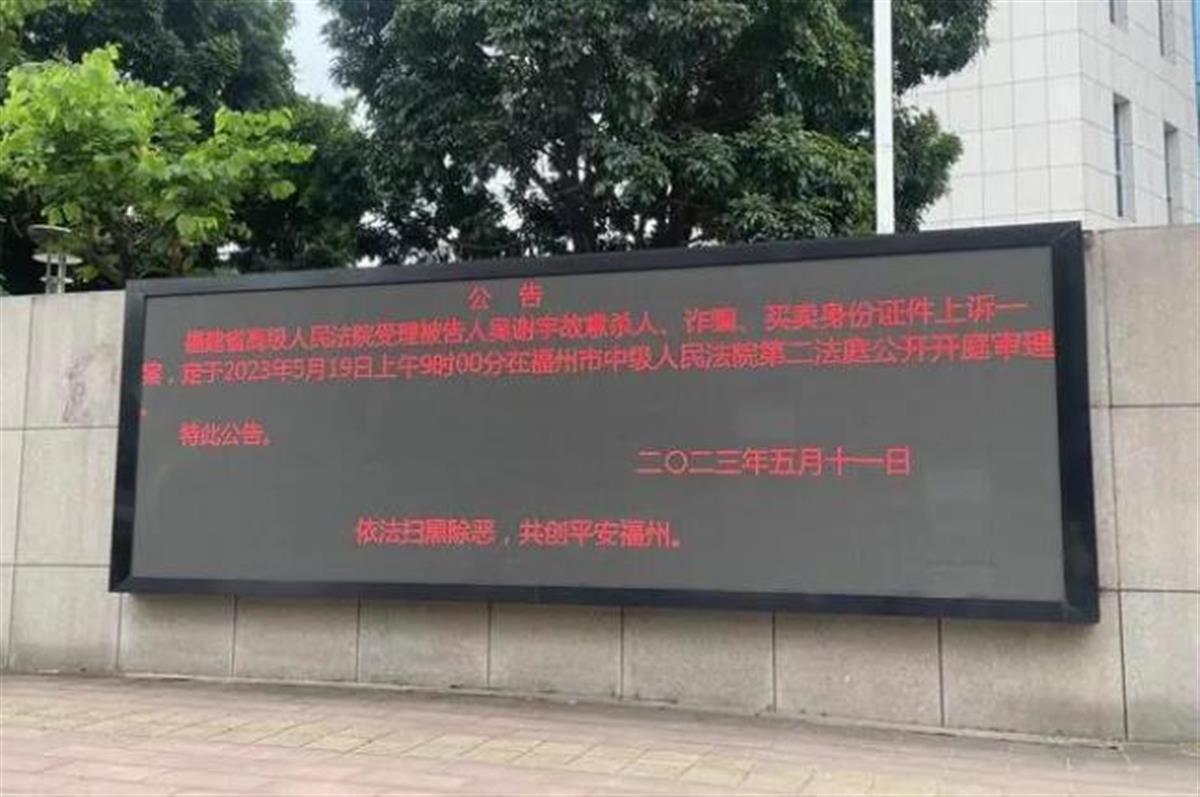 公 告
福建省高级人民法院受理被告人吴谢宇故意杀人、诈骗、买卖身份证件上诉一
案，定于2023年5月19日上午9时00分在福州市中级人民法院第二法庭公开开庭审理
。
特此公告。
二〇二三年五月十一日
依法扫黑除恶，共创平安福州。